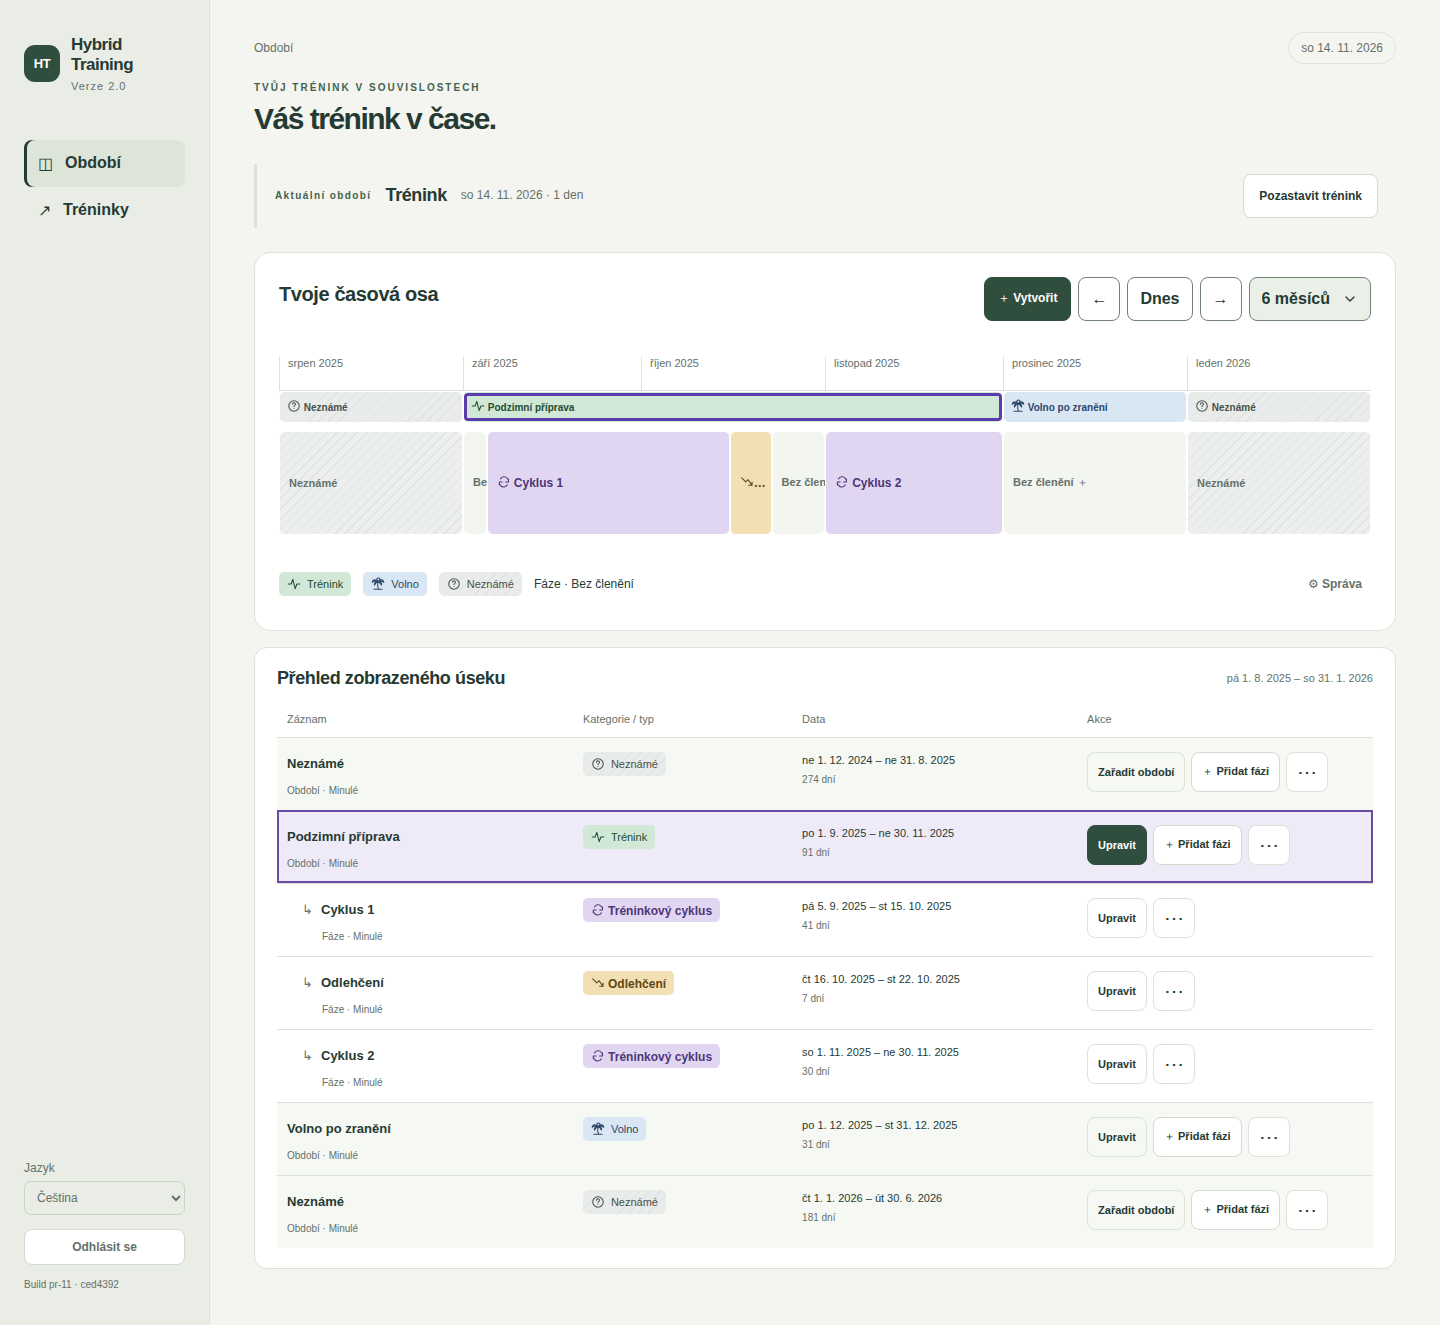 HT
Hybrid
Training
Verze 2.0
Období
Tréninky
Jazyk
Čeština
Odhlásit se
Build pr-11 · ced4392
Období
so 14. 11. 2026
TVŮJ TRÉNINK V SOUVISLOSTECH
Váš trénink v čase.
Aktuální období Trénink so 14. 11. 2026 · 1 den
Pozastavit trénink
Tvoje časová osa
+ Vytvořit ← Dnes → 6 měsíců
srpen 2025 září 2025 říjen 2025 listopad 2025 prosinec 2025 leden 2026
Neznámé Podzimní příprava Volno po zranění Neznámé
Neznámé Be Cyklus 1 ... Bez člen Cyklus 2 Bez členění + Neznámé
Trénink Volno Neznámé Fáze · Bez členění
⚙ Správa
Přehled zobrazeného úseku
pá 1. 8. 2025 – so 31. 1. 2026
Záznam Kategorie / typ Data Akce
Neznámé Neznámé ne 1. 12. 2024 – ne 31. 8. 2025 Zařadit období + Přidat fázi ···
Období · Minulé 274 dní
Podzimní příprava Trénink po 1. 9. 2025 – ne 30. 11. 2025 Upravit + Přidat fázi ···
Období · Minulé 91 dní
↳ Cyklus 1 Tréninkový cyklus pá 5. 9. 2025 – st 15. 10. 2025 Upravit ···
Fáze · Minulé 41 dní
↳ Odlehčení Odlehčení čt 16. 10. 2025 – st 22. 10. 2025 Upravit ···
Fáze · Minulé 7 dní
↳ Cyklus 2 Tréninkový cyklus so 1. 11. 2025 – ne 30. 11. 2025 Upravit ···
Fáze · Minulé 30 dní
Volno po zranění Volno po 1. 12. 2025 – st 31. 12. 2025 Upravit + Přidat fázi ···
Období · Minulé 31 dní
Neznámé Neznámé čt 1. 1. 2026 – út 30. 6. 2026 Zařadit období + Přidat fázi ···
Období · Minulé 181 dní